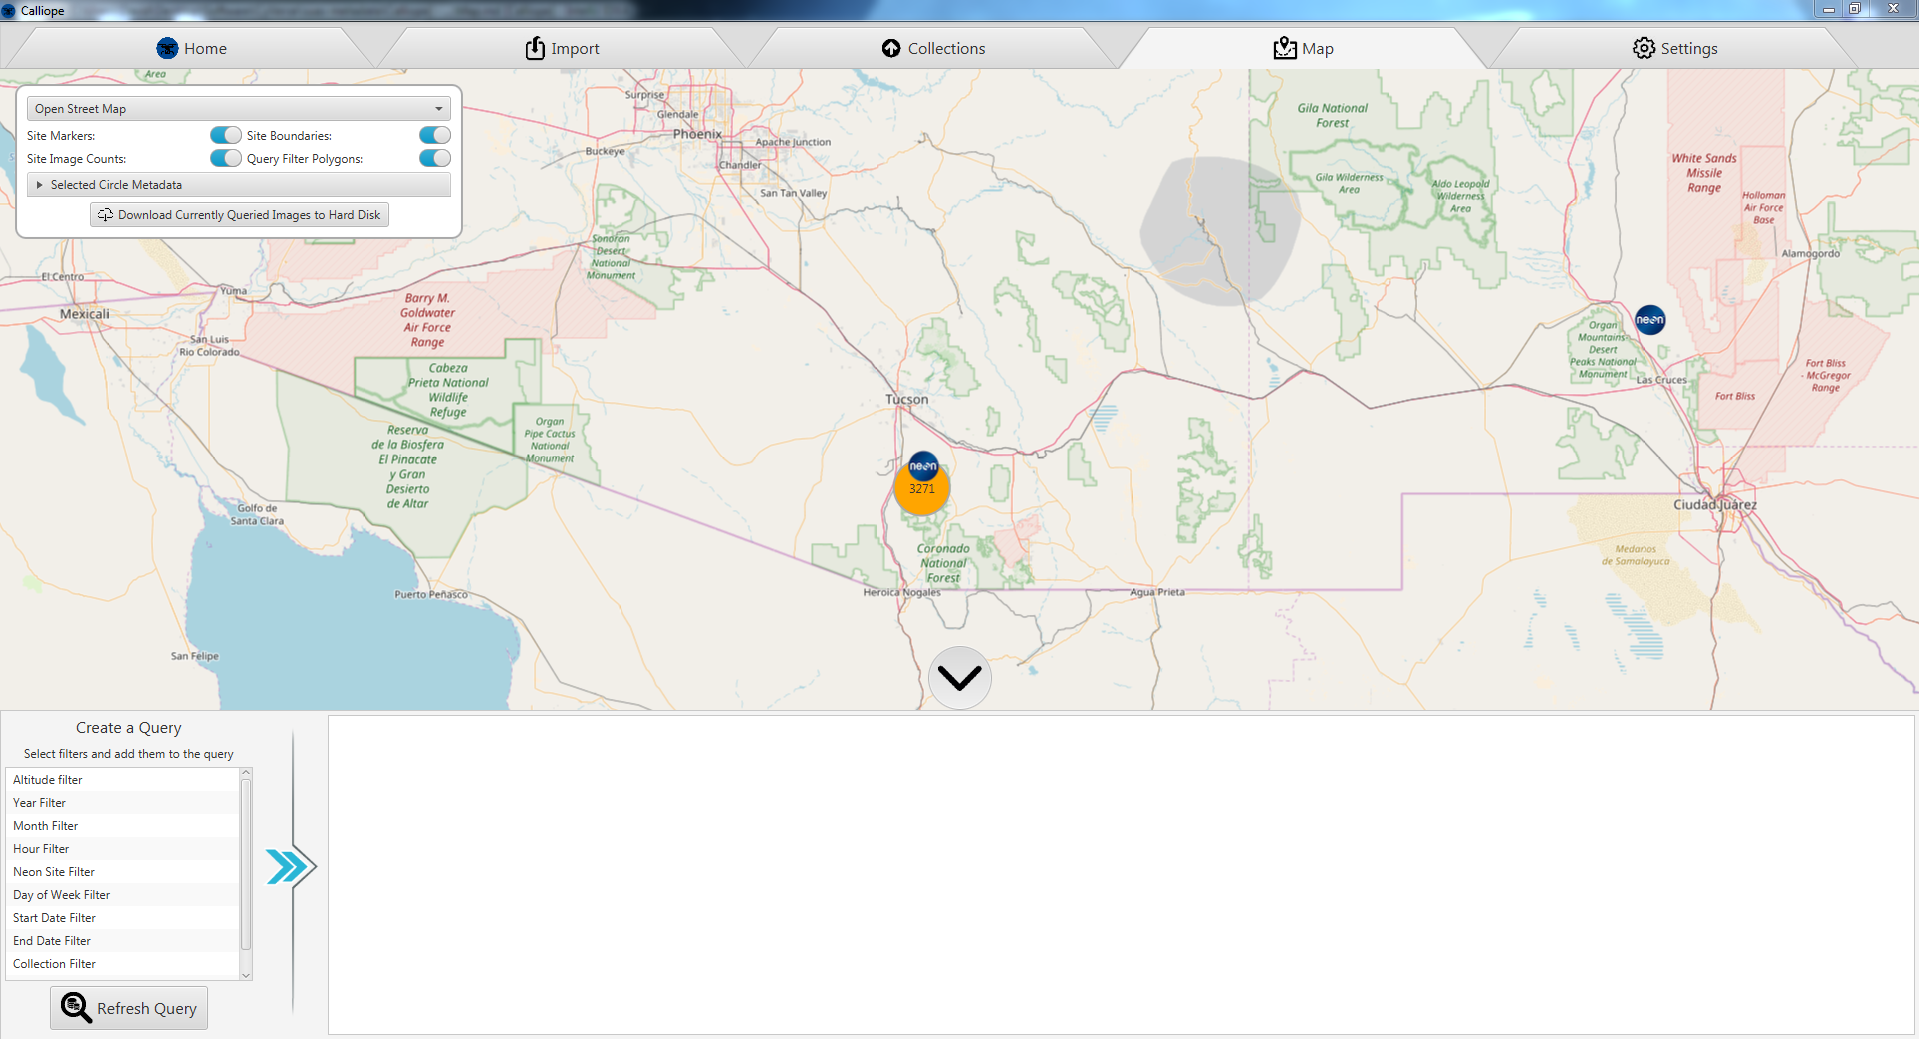 Calliope
Home
Import
Collections
Map
Settings
Open Street Map
Site Markers:
Site Boundaries:
Site Image Counts:
Query Filter Polygons:
Selected Circle Metadata
Download Currently Queried Images to Hard Disk
Area
Surprise
Glendale
Phoenix
Apache Junction
Buckeye
Chandler
San Tan Valley
Gila National
Forest
Gila Wilderness
Area
Aldo Leopold
Wilderness
Area
White Sands
Missile
Range
Holloman
Air Force
Base
Alamogordo
Sonoran
Desert
National
Monument
El Centro
Yuma
Mexicali
San Luis
Rio Colorado
Barry M.
Goldwater
Air Force
Range
Cabeza
Prieta National
Wildlife
Refuge
Organ
Pipe Cactus
National
Monument
Reserva
de la Biosfera
El Pinacate
y Gran
Desierto
de Altar
Golfo de
Santa Clara
Puerto Peñasco
San Felipe
Tucson
neon
3271
Coronado
National
Forest
Heroica Nogales
Agua Prieta
neon
Organ
Mountains-
Desert
Peaks National
Monument
Las Cruces
Fort Bliss
Fort Bliss
- McGregor
Range
Ciudad Juárez
Medanos
de Samalayuca
Create a Query
Select filters and add them to the query
Altitude filter
Year Filter
Month Filter
Hour Filter
Neon Site Filter
Day of Week Filter
Start Date Filter
End Date Filter
Collection Filter
Refresh Query